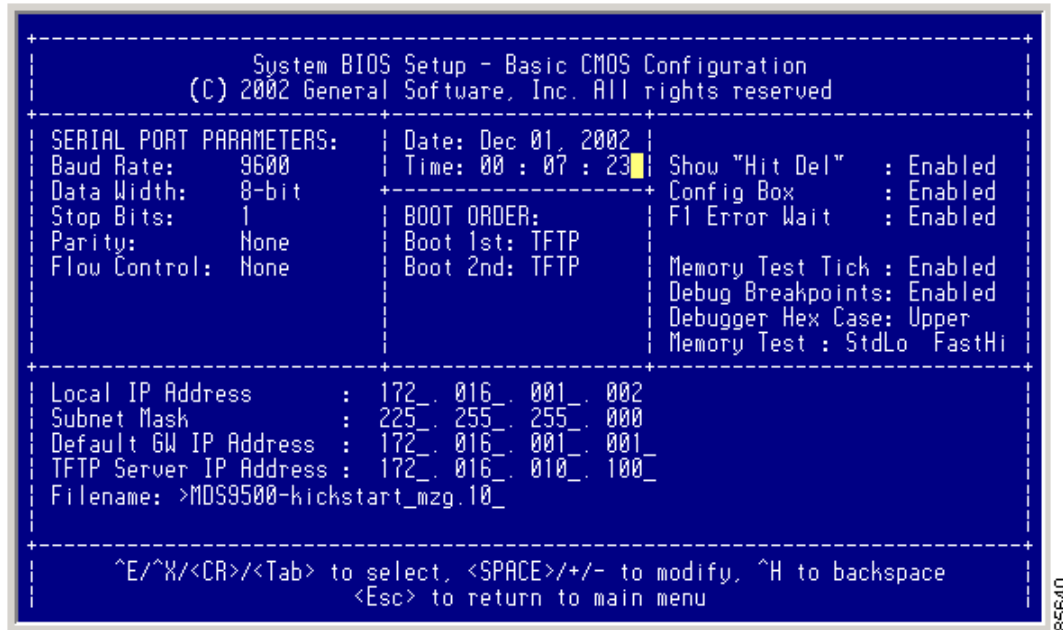 System BIOS Setup - Basic CMOS Configuration
(C) 2002 General Software, Inc. All rights reserved
SERIAL PORT PARAMETERS:
Baud Rate: 9600
Data Width: 8-bit
Stop Bits: 1
Parity: None
Flow Control: None
Date: Dec 01, 2002
Time: 00 : 07 : 23
BOOT ORDER:
Boot 1st: TFTP
Boot 2nd: TFTP
Show "Hit Del" : Enabled
Config Box : Enabled
F1 Error Wait : Enabled
Memory Test Tick : Enabled
Debug Breakpoints: Enabled
Debugger Hex Case: Upper
Memory Test : StdLo FastHi
Local IP Address : 172_. 016_. 001_. 002
Subnet Mask : 225_. 255_. 255_. 000
Default GW IP Address : 172_. 016_. 001_. 001_
TFTP Server IP Address : 172_. 016_. 010_. 100_
Filename: >MDS9500-kickstart_mzg.10_
^E/^X/<CR>/<Tab> to select, <SPACE>/+/- to modify, ^H to backspace
<Esc> to return to main menu
85640